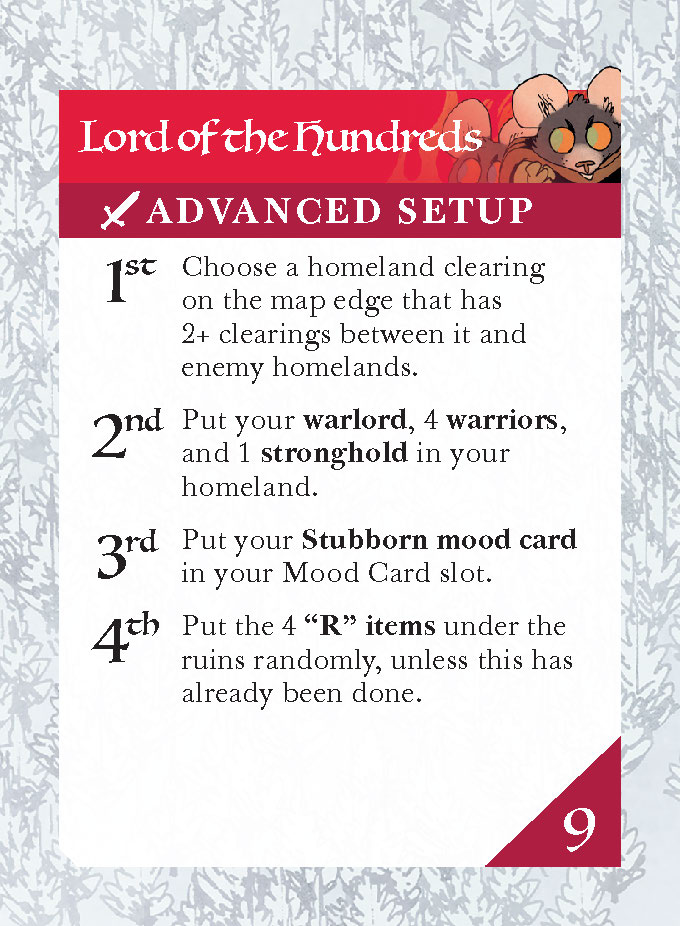 Lord of the Hundreds
ADVANCED SETUP
1st Choose a homeland clearing
on the map edge that has
2+ clearings between it and
enemy homelands.
2nd Put your warlord, 4 warriors,
and 1 stronghold in your
homeland.
3rd Put your Stubborn mood card
in your Mood Card slot.
4th Put the 4 “R” items under the
ruins randomly, unless this has
already been done.
9